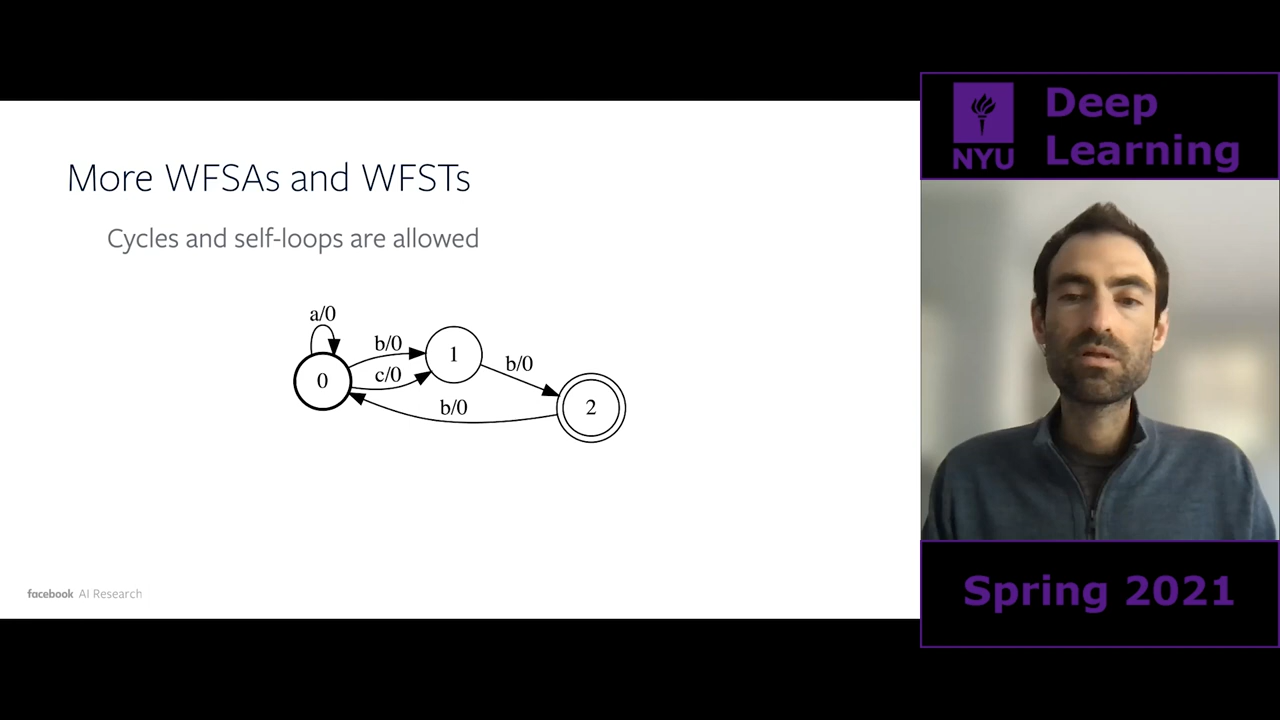 More WFSAs and WFSTs
Cycles and self-loops are allowed
a/0
b/0
1
c/0
b/0
0
b/0
2
facebook AI Research
NYU
Deep
Learning
Spring 2021